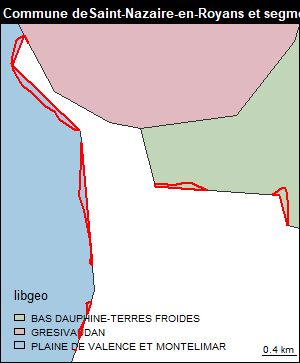 Commune deSaint-Nazaire-en-Royans et segm
libgeo
BAS DAUPHINE-TERRES FROIDES
GRESIVAUDAN
PLAINE DE VALENCE ET MONTELIMAR
0.4 km